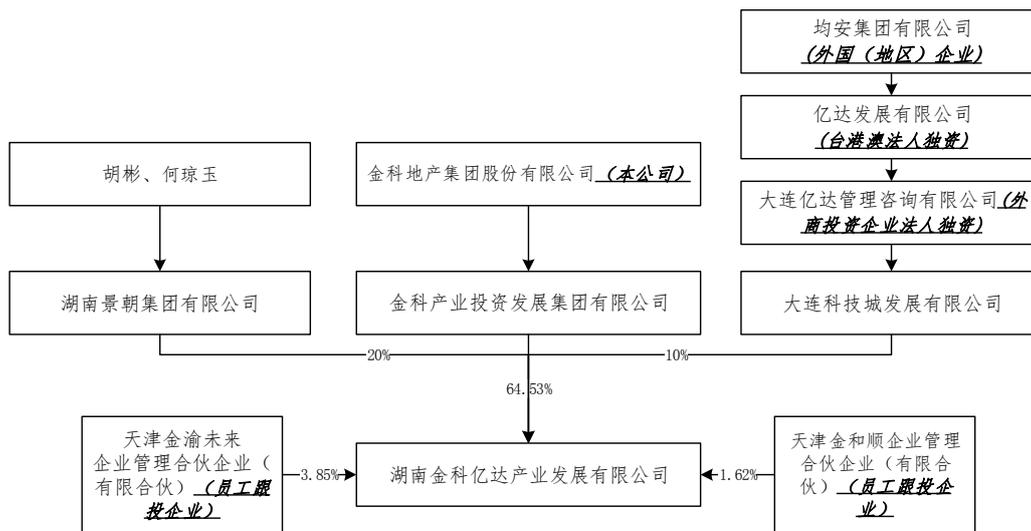 均安集团有限公司
(外国（地区）企业)
亿达发展有限公司
(台港澳法人独资)
胡彬、何琼玉
金科地产集团股份有限公司（本公司）
大连亿达管理咨询有限公司(外
商投资企业法人独资)
湖南景朝集团有限公司
金科产业投资发展集团有限公司
大连科技城发展有限公司
20%
10%
64.53%
天津金渝未来
企业管理合伙企业（
有限合伙）（员工跟
投企业）
3.85%
湖南金科亿达产业发展有限公司
1.62%
天津金和顺企业管理
合伙企业（有限合
伙）（员工跟投企
业）